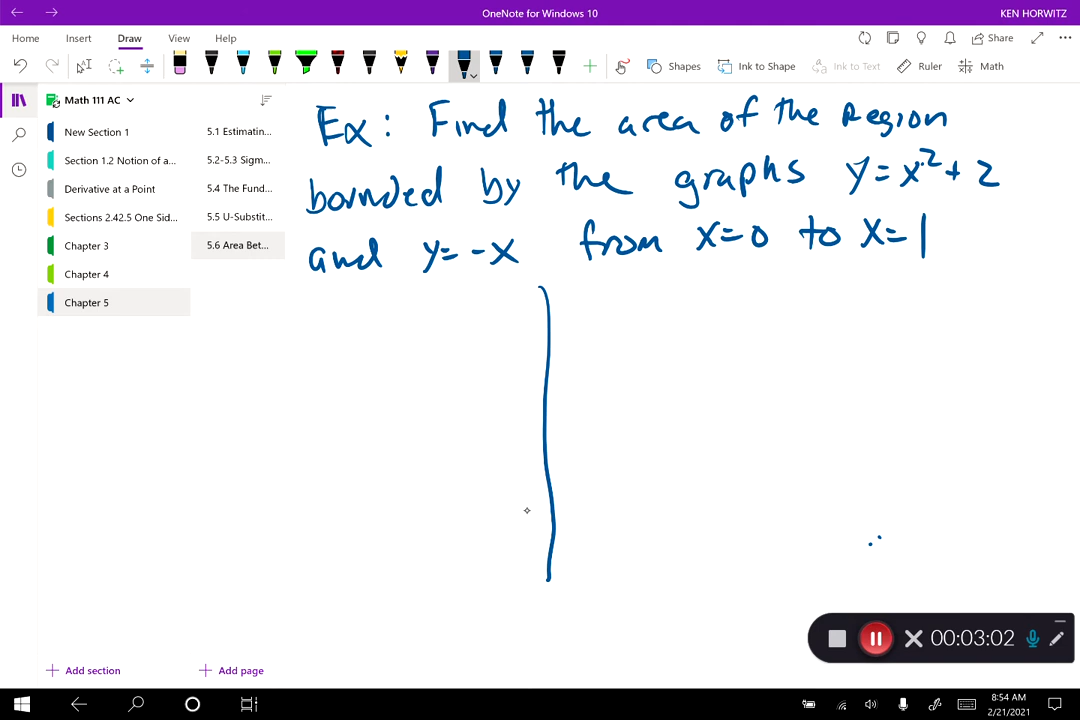 OneNote for Windows 10
KEN HORWITZ
Home Insert Draw View Help
Share
Shapes Ink to Shape Ink to Text Ruler Math
Math 111 AC
New Section 1
Section 1.2 Notion of a...
Derivative at a Point
Sections 2.42.5 One Sid...
Chapter 3
Chapter 4
Chapter 5
5.1 Estimatin...
5.2-5.3 Sigm...
5.4 The Fund...
5.5 U-Substit...
5.6 Area Bet...
Ex: Find the area of the Region
bounded by the graphs y=x²+2
and y=-x from x=0 to x=1
00:03:02
Add section
Add page
8:54 AM
2/21/2021